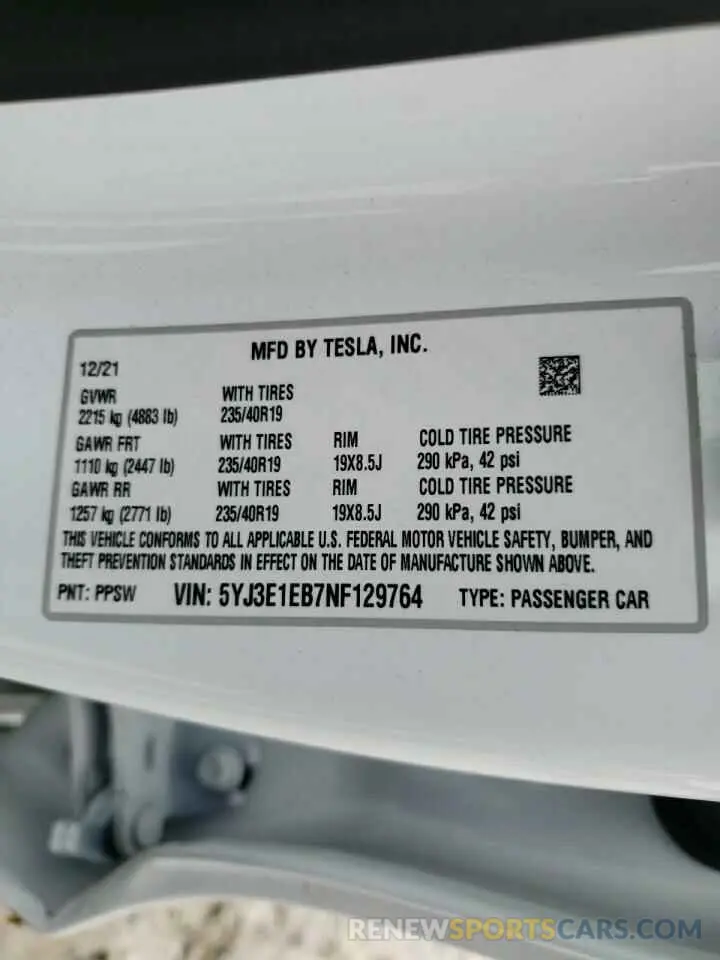 MFD BY TESLA, INC.
12/21
GVWR WITH TIRES
2215 kg (4883 lb) 235/40R19
GAWR FRT WITH TIRES RIM COLD TIRE PRESSURE
1110 kg (2447 lb) 235/40R19 19X8.5J 290 kPa, 42 psi
GAWR RR WITH TIRES RIM COLD TIRE PRESSURE
1257 kg (2771 lb) 235/40R19 19X8.5J 290 kPa, 42 psi
THIS VEHICLE CONFORMS TO ALL APPLICABLE U.S. FEDERAL MOTOR VEHICLE SAFETY, BUMPER, AND
THEFT PREVENTION STANDARDS IN EFFECT ON THE DATE OF MANUFACTURE SHOWN ABOVE.
PNT: PPSW VIN: 5YJ3E1EB7NF129764 TYPE: PASSENGER CAR
RENEWSPORTSCARS.COM